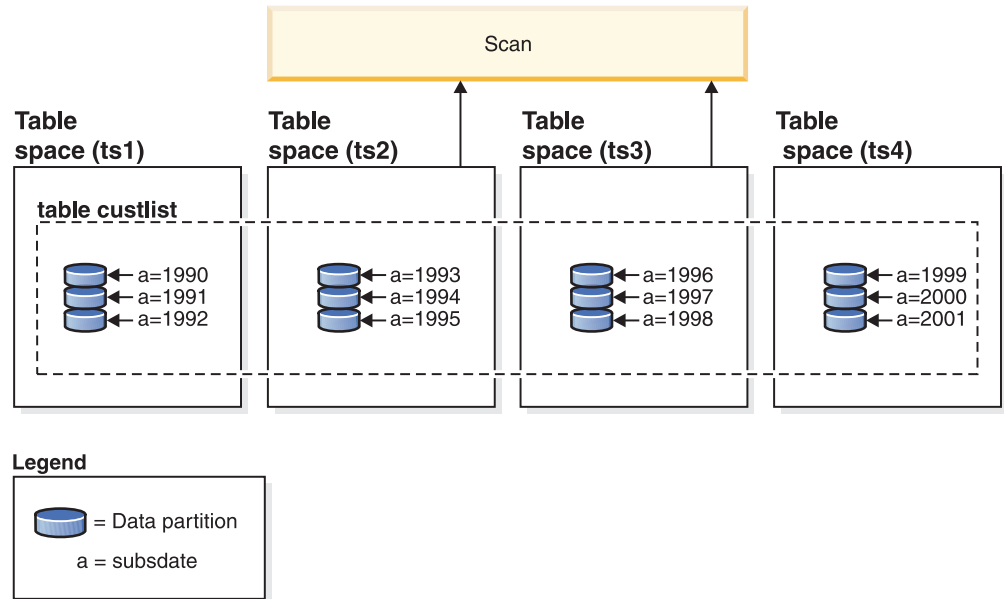 Scan
Table
space (ts1)
Table
space (ts2)
Table
space (ts3)
Table
space (ts4)
table custlist
a=1990
a=1991
a=1992
a=1993
a=1994
a=1995
a=1996
a=1997
a=1998
a=1999
a=2000
a=2001
Legend
= Data partition
a = subsdate